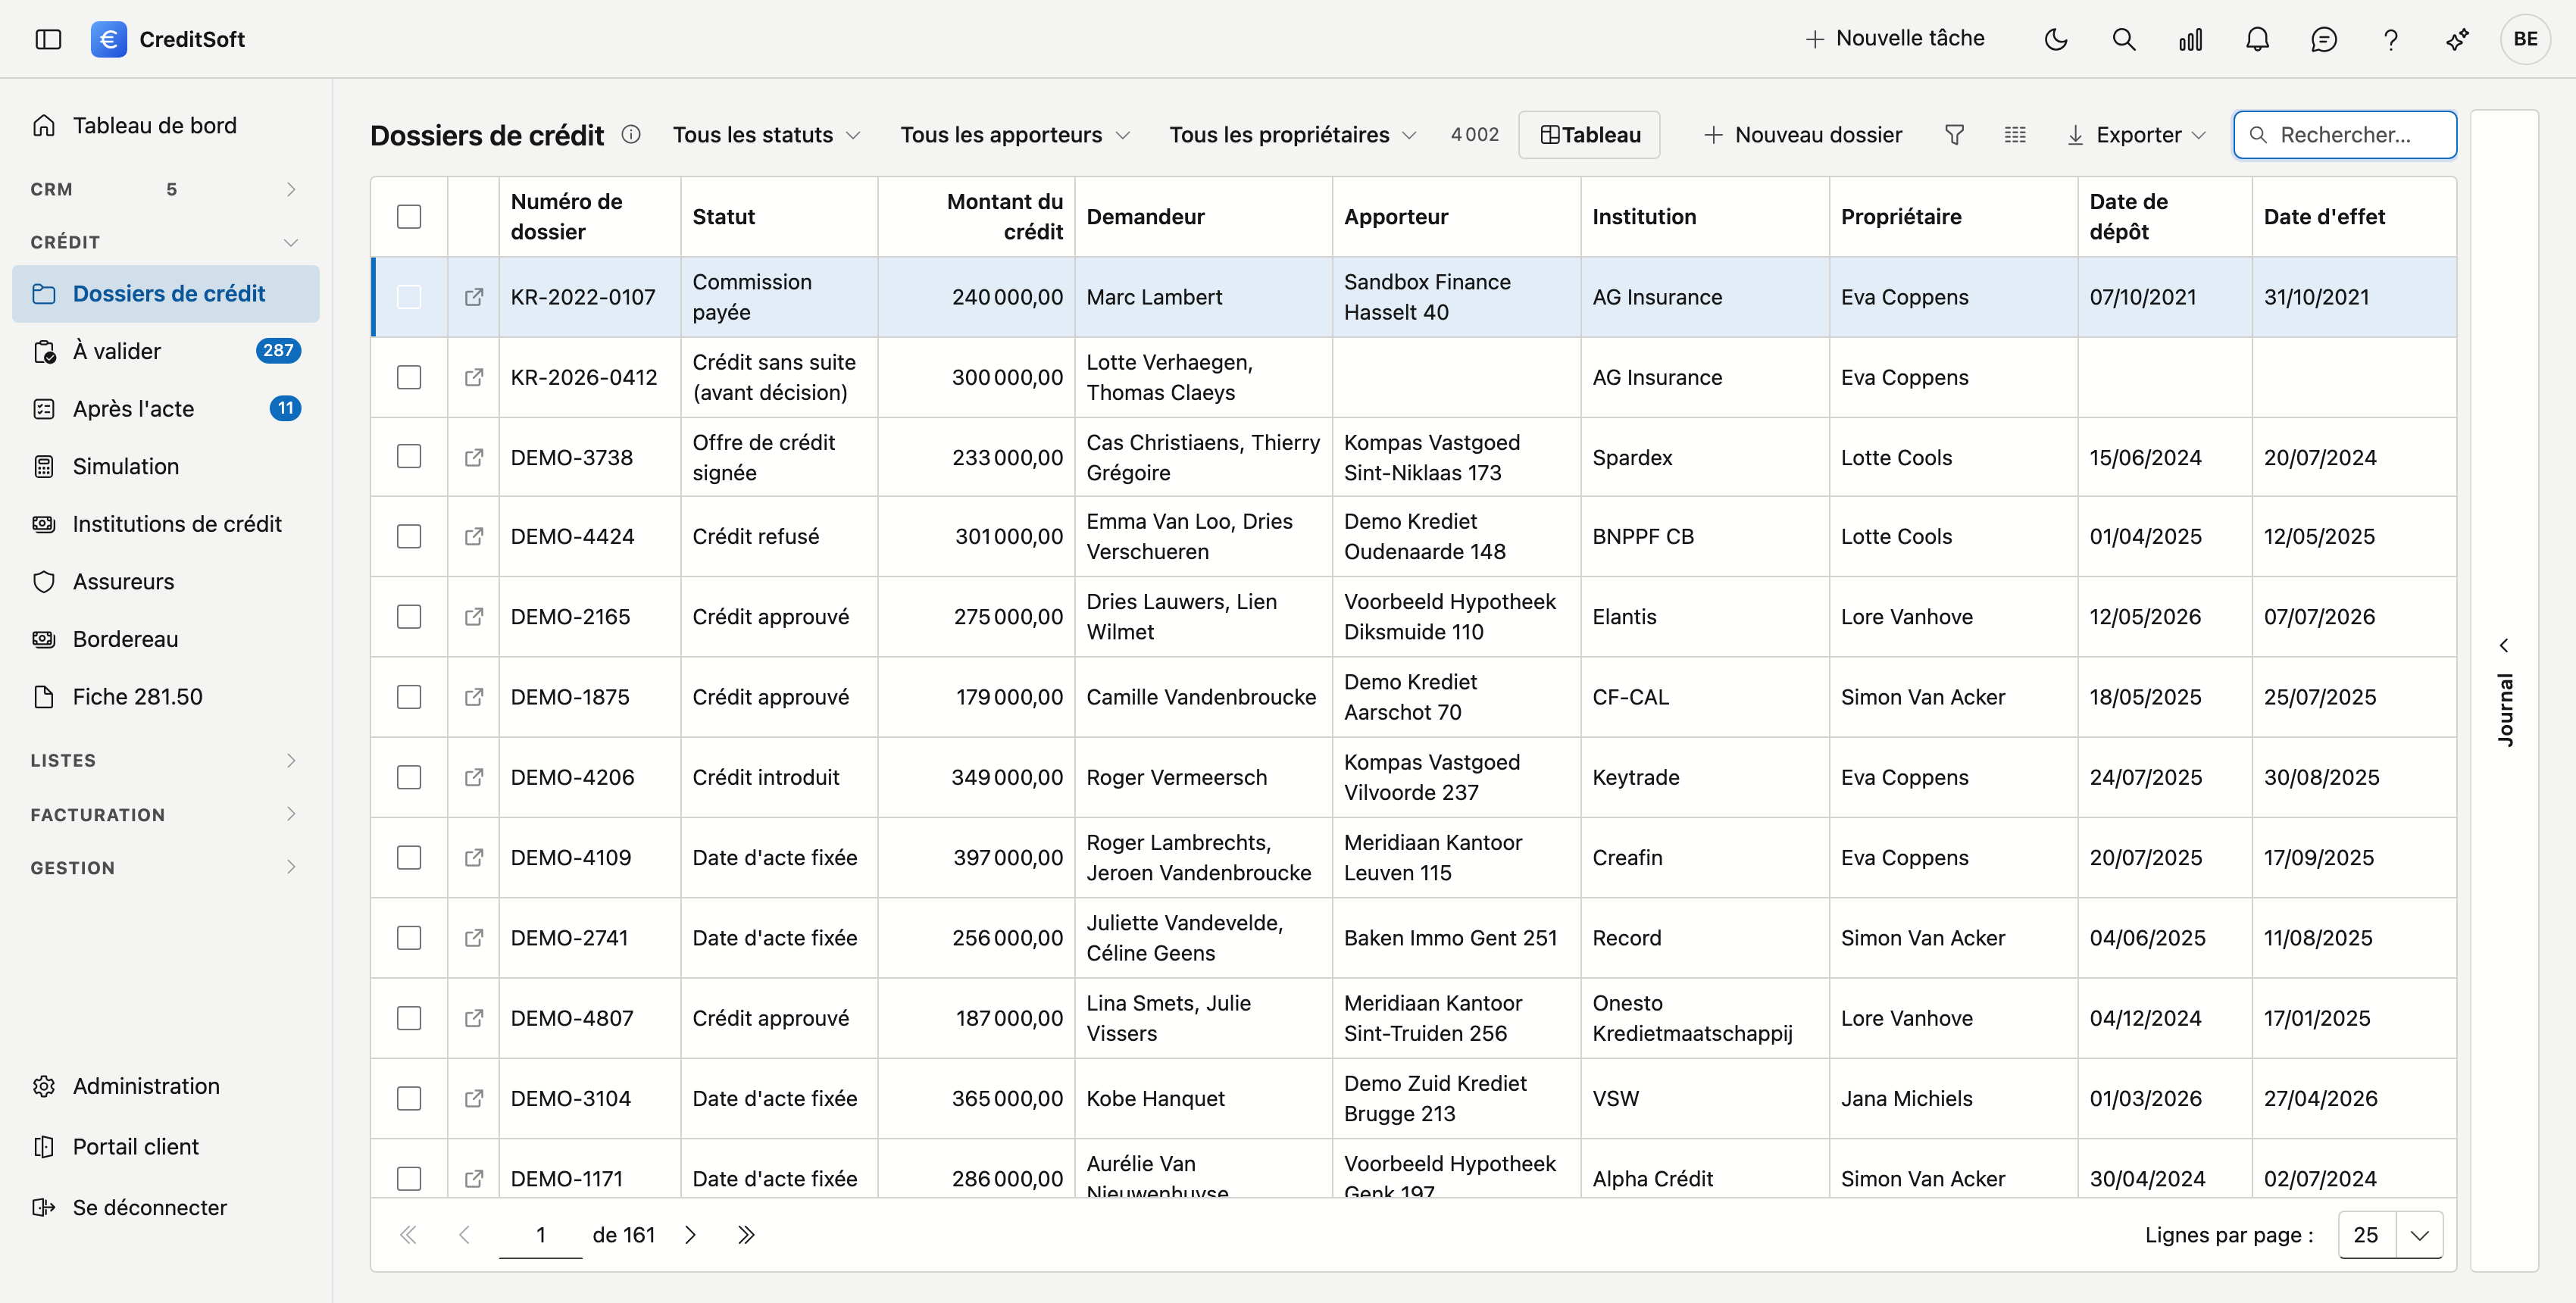 CreditSoft
Nouvelle tâche
BE
Tableau de bord
CRM 5
CRÉDIT
Dossiers de crédit
À valider 287
Après l'acte 11
Simulation
Institutions de crédit
Assureurs
Bordereau
Fiche 281.50
LISTES
FACTURATION
GESTION
Administration
Portail client
Se déconnecter
Dossiers de crédit Tous les statuts Tous les apporteurs Tous les propriétaires 4 002 Tableau Nouveau dossier Exporter Rechercher...
Numéro de dossier Statut Montant du crédit Demandeur Apporteur Institution Propriétaire Date de dépôt Date d'effet
KR-2022-0107 Commission payée 240 000,00 Marc Lambert Sandbox Finance Hasselt 40 AG Insurance Eva Coppens 07/10/2021 31/10/2021
KR-2026-0412 Crédit sans suite (avant décision) 300 000,00 Lotte Verhaegen, Thomas Claeys AG Insurance Eva Coppens
DEMO-3738 Offre de crédit signée 233 000,00 Cas Christiaens, Thierry Grégoire Kompas Vastgoed Sint-Niklaas 173 Spardex Lotte Cools 15/06/2024 20/07/2024
DEMO-4424 Crédit refusé 301 000,00 Emma Van Loo, Dries Verschueren Demo Krediet Oudenaarde 148 BNPPF CB Lotte Cools 01/04/2025 12/05/2025
DEMO-2165 Crédit approuvé 275 000,00 Dries Lauwers, Lien Wilmet Voorbeeld Hypotheek Diksmuide 110 Elantis Lore Vanhove 12/05/2026 07/07/2026
DEMO-1875 Crédit approuvé 179 000,00 Camille Vandenbroucke Demo Krediet Aarschot 70 CF-CAL Simon Van Acker 18/05/2025 25/07/2025
DEMO-4206 Crédit introduit 349 000,00 Roger Vermeersch Kompas Vastgoed Vilvoorde 237 Keytrade Eva Coppens 24/07/2025 30/08/2025
DEMO-4109 Date d'acte fixée 397 000,00 Roger Lambrechts, Jeroen Vandenbroucke Meridiaan Kantoor Leuven 115 Creafin Eva Coppens 20/07/2025 17/09/2025
DEMO-2741 Date d'acte fixée 256 000,00 Juliette Vandevelde, Céline Geens Baken Immo Gent 251 Record Simon Van Acker 04/06/2025 11/08/2025
DEMO-4807 Crédit approuvé 187 000,00 Lina Smets, Julie Vissers Meridiaan Kantoor Sint-Truiden 256 Onesto Kredietmaatschappij Lore Vanhove 04/12/2024 17/01/2025
DEMO-3104 Date d'acte fixée 365 000,00 Kobe Hanquet Demo Zuid Krediet Brugge 213 VSW Jana Michiels 01/03/2026 27/04/2026
DEMO-1171 Date d'acte fixée 286 000,00 Aurélie Van Nieuwenhuyse Voorbeeld Hypotheek Genk 197 Alpha Crédit Simon Van Acker 30/04/2024 02/07/2024
1 de 161
Lignes par page : 25
Journal